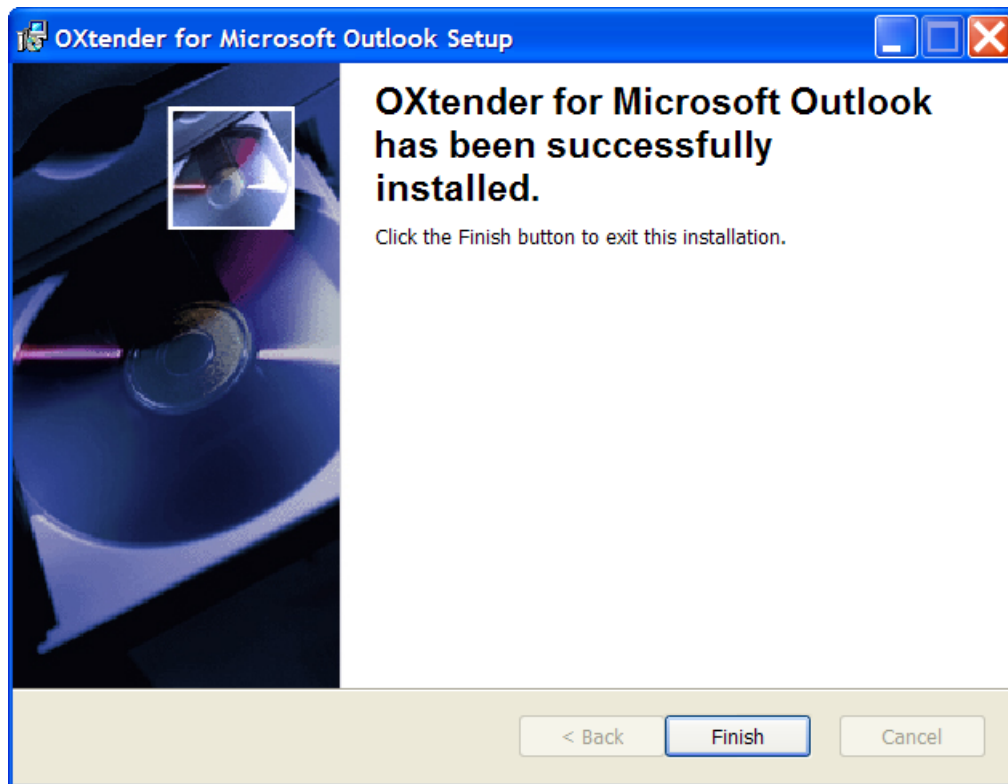 OXtender for Microsoft Outlook Setup
OXtender for Microsoft Outlook
has been successfully
installed.
Click the Finish button to exit this installation.
< Back
Finish
Cancel